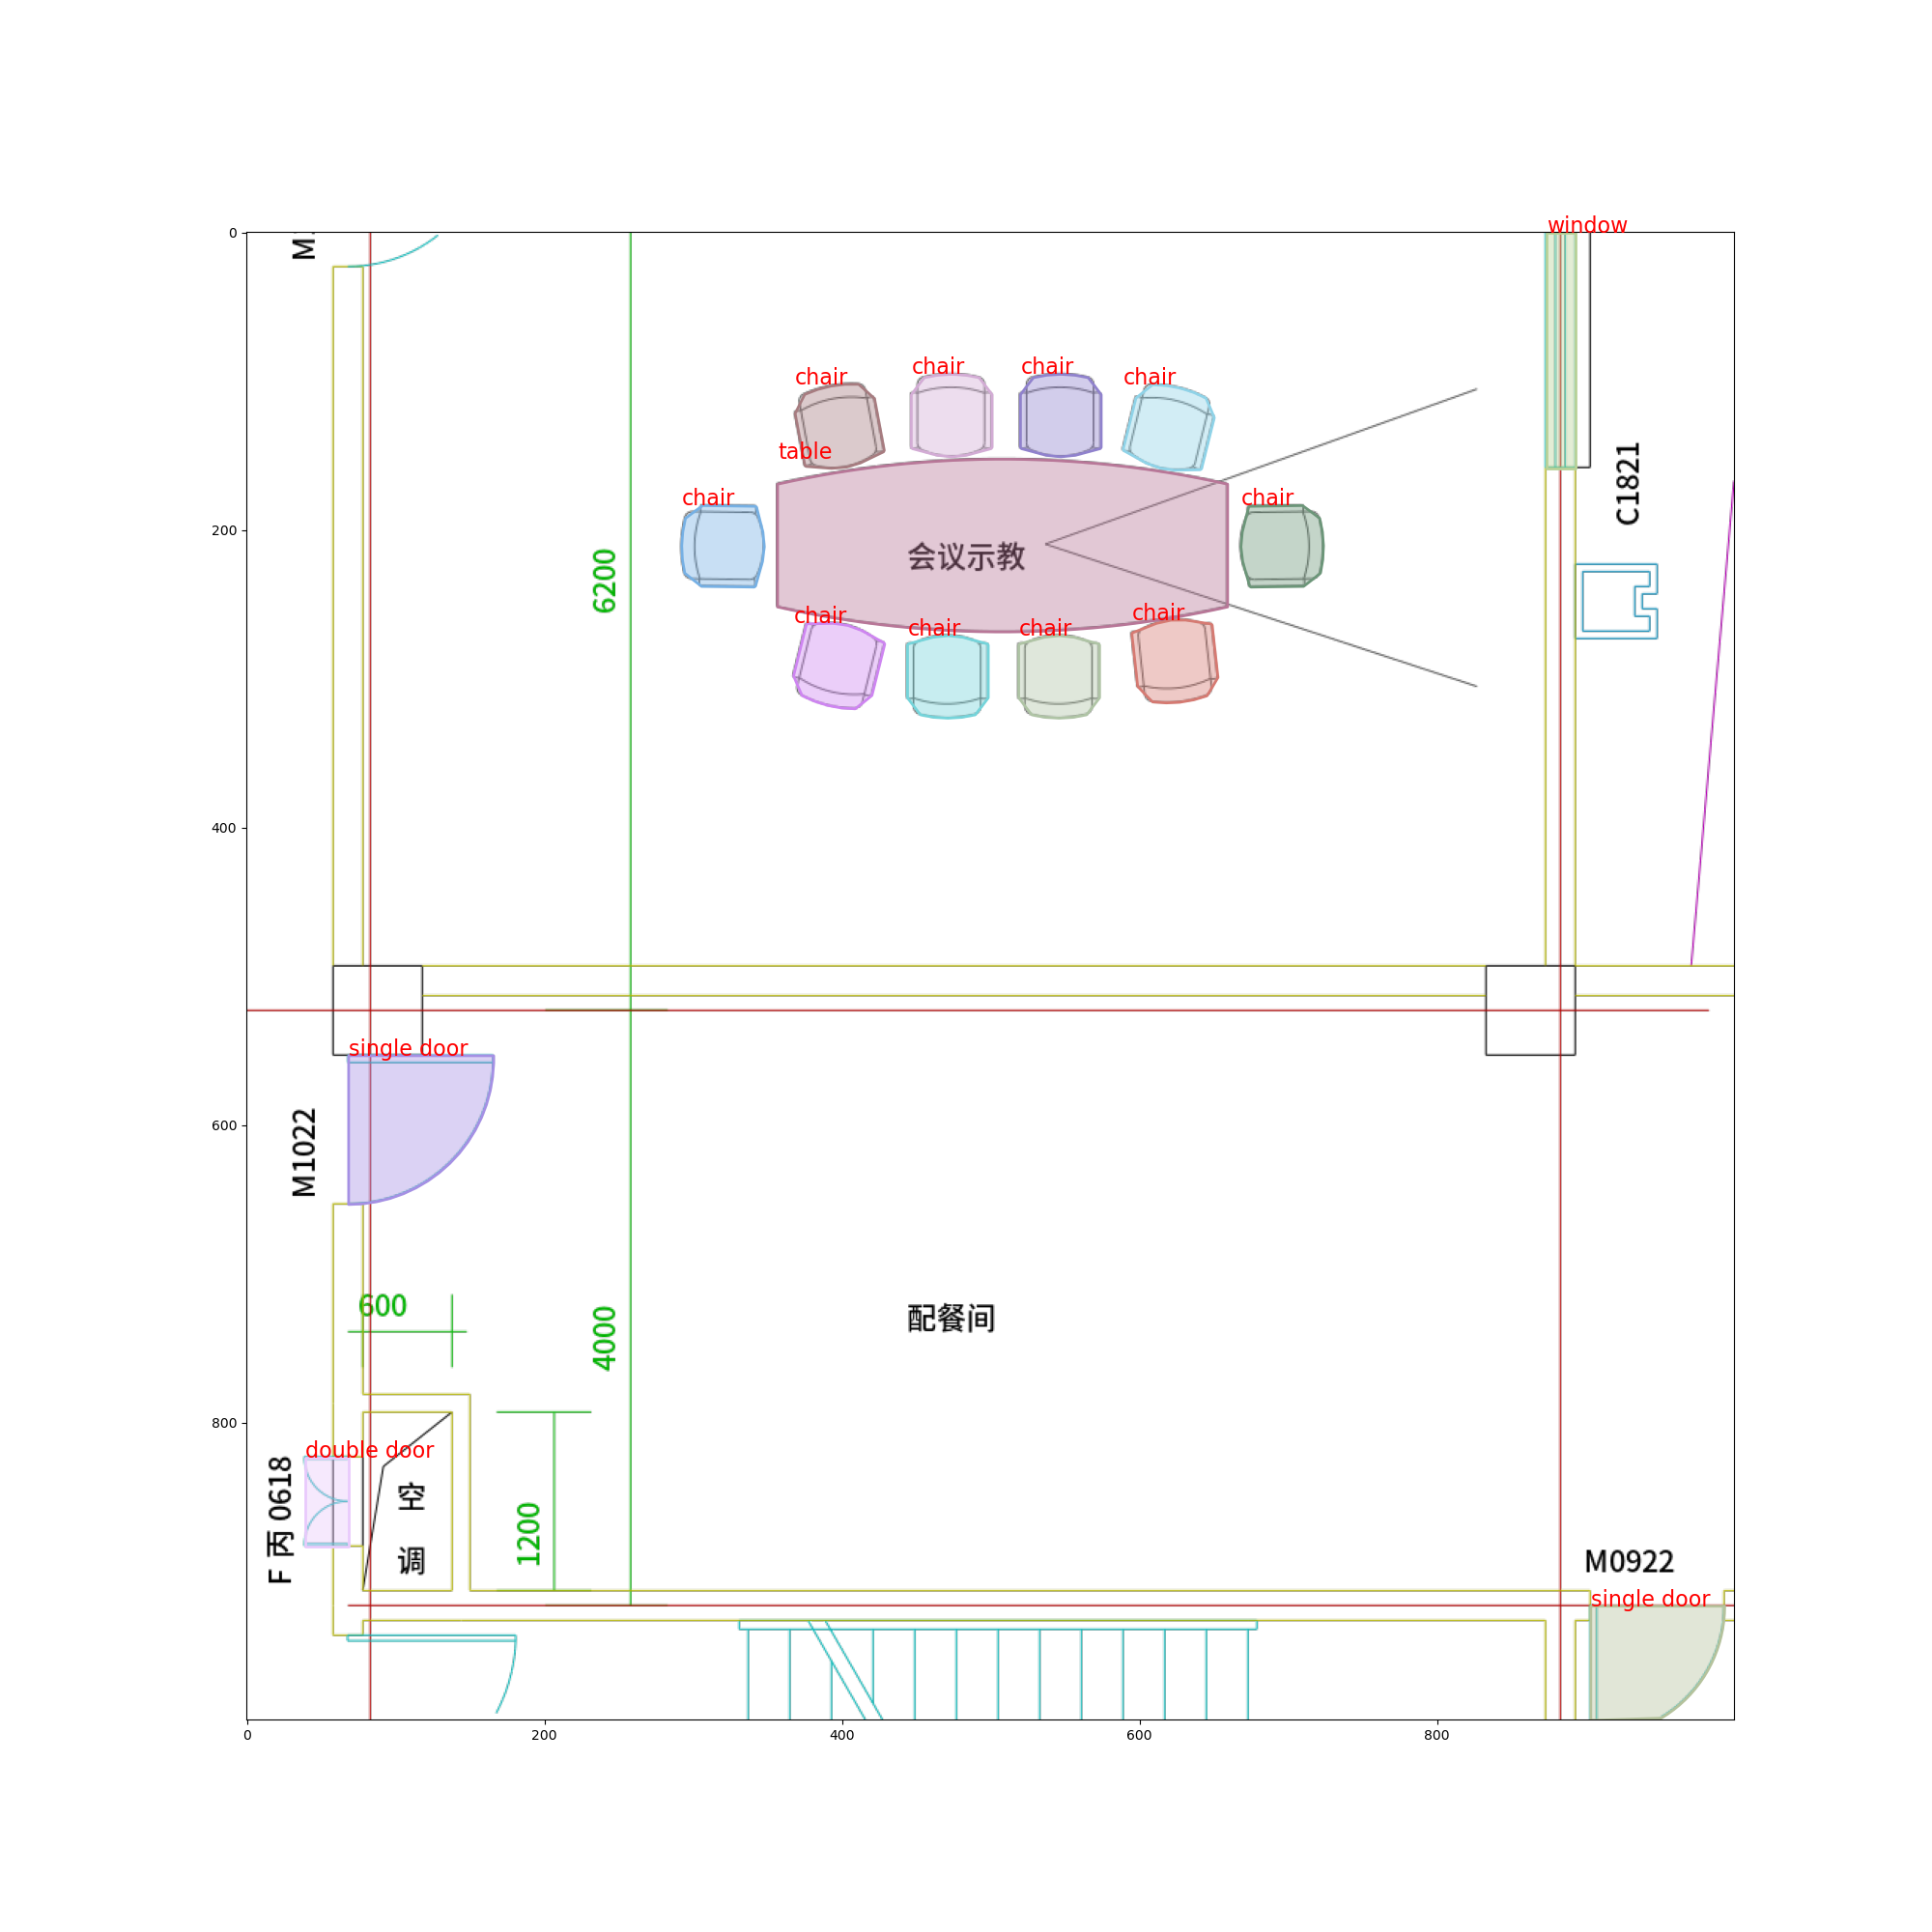 window
0
M
chair
chair
chair
chair
table
C1821
chair
chair
200
会议示教
6200
chair
chair
chair
chair
400
single door
600
M1022
600
配餐间
4000
800
double door
空
F 丙 0618
1200
调
M0922
single door
0
200
400
600
800